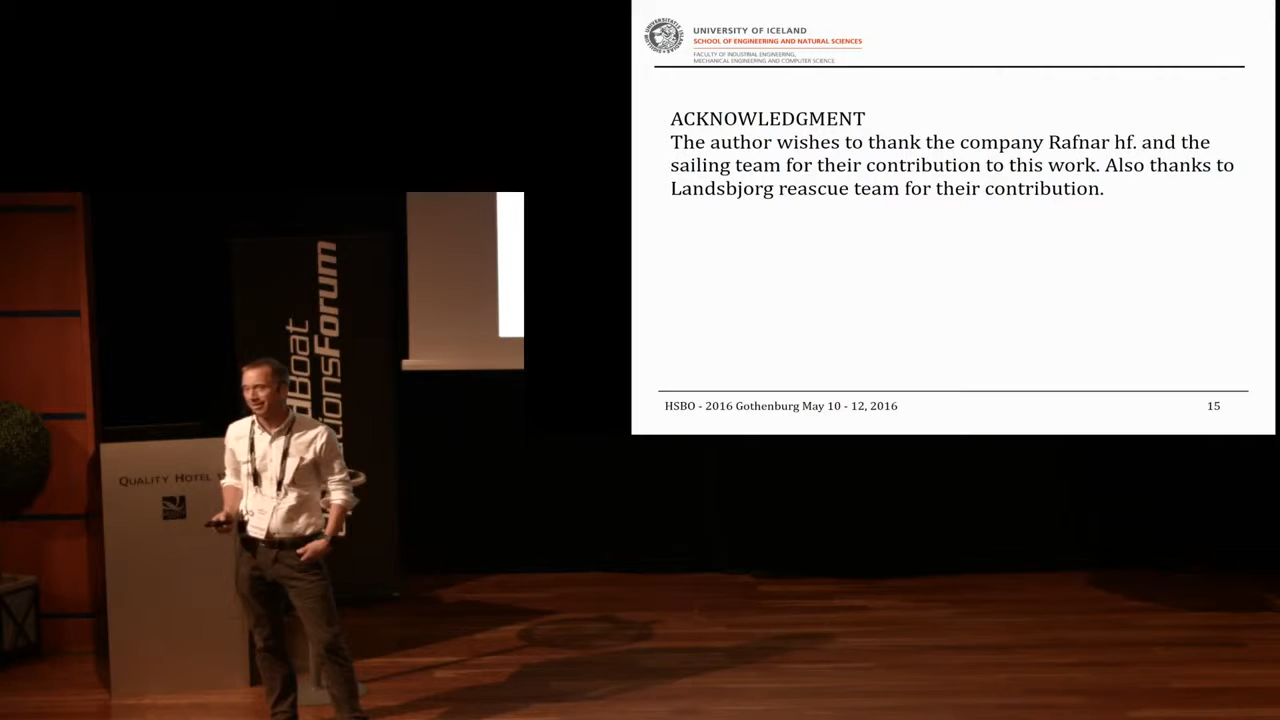 UNIVERSITY OF ICELAND
SCHOOL OF ENGINEERING AND NATURAL SCIENCES
FACULTY OF INDUSTRIAL ENGINEERING,
MECHANICAL ENGINEERING AND COMPUTER SCIENCE
ACKNOWLEDGMENT
The author wishes to thank the company Rafnar hf. and the
sailing team for their contribution to this work. Also thanks to
Landsbjorg reascue team for their contribution.
HSBO - 2016 Gothenburg May 10 - 12, 2016
15
dBoat
tionsForum
QUALITY HOTEL